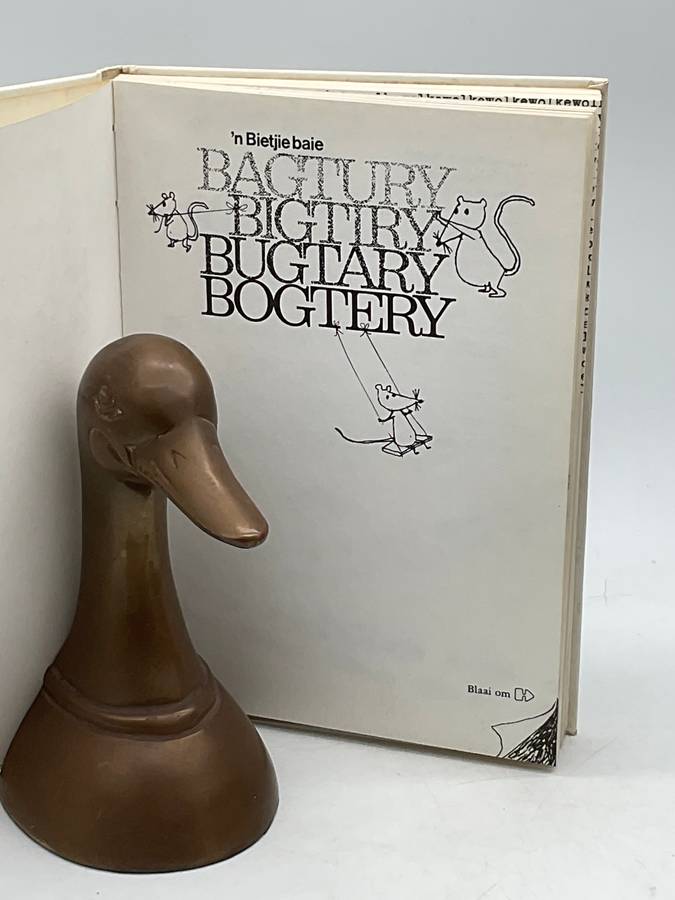 'n Bietjie baie
BAGTURY
BIGTIRY
BUGTARY
BOGTERY
Blaai om